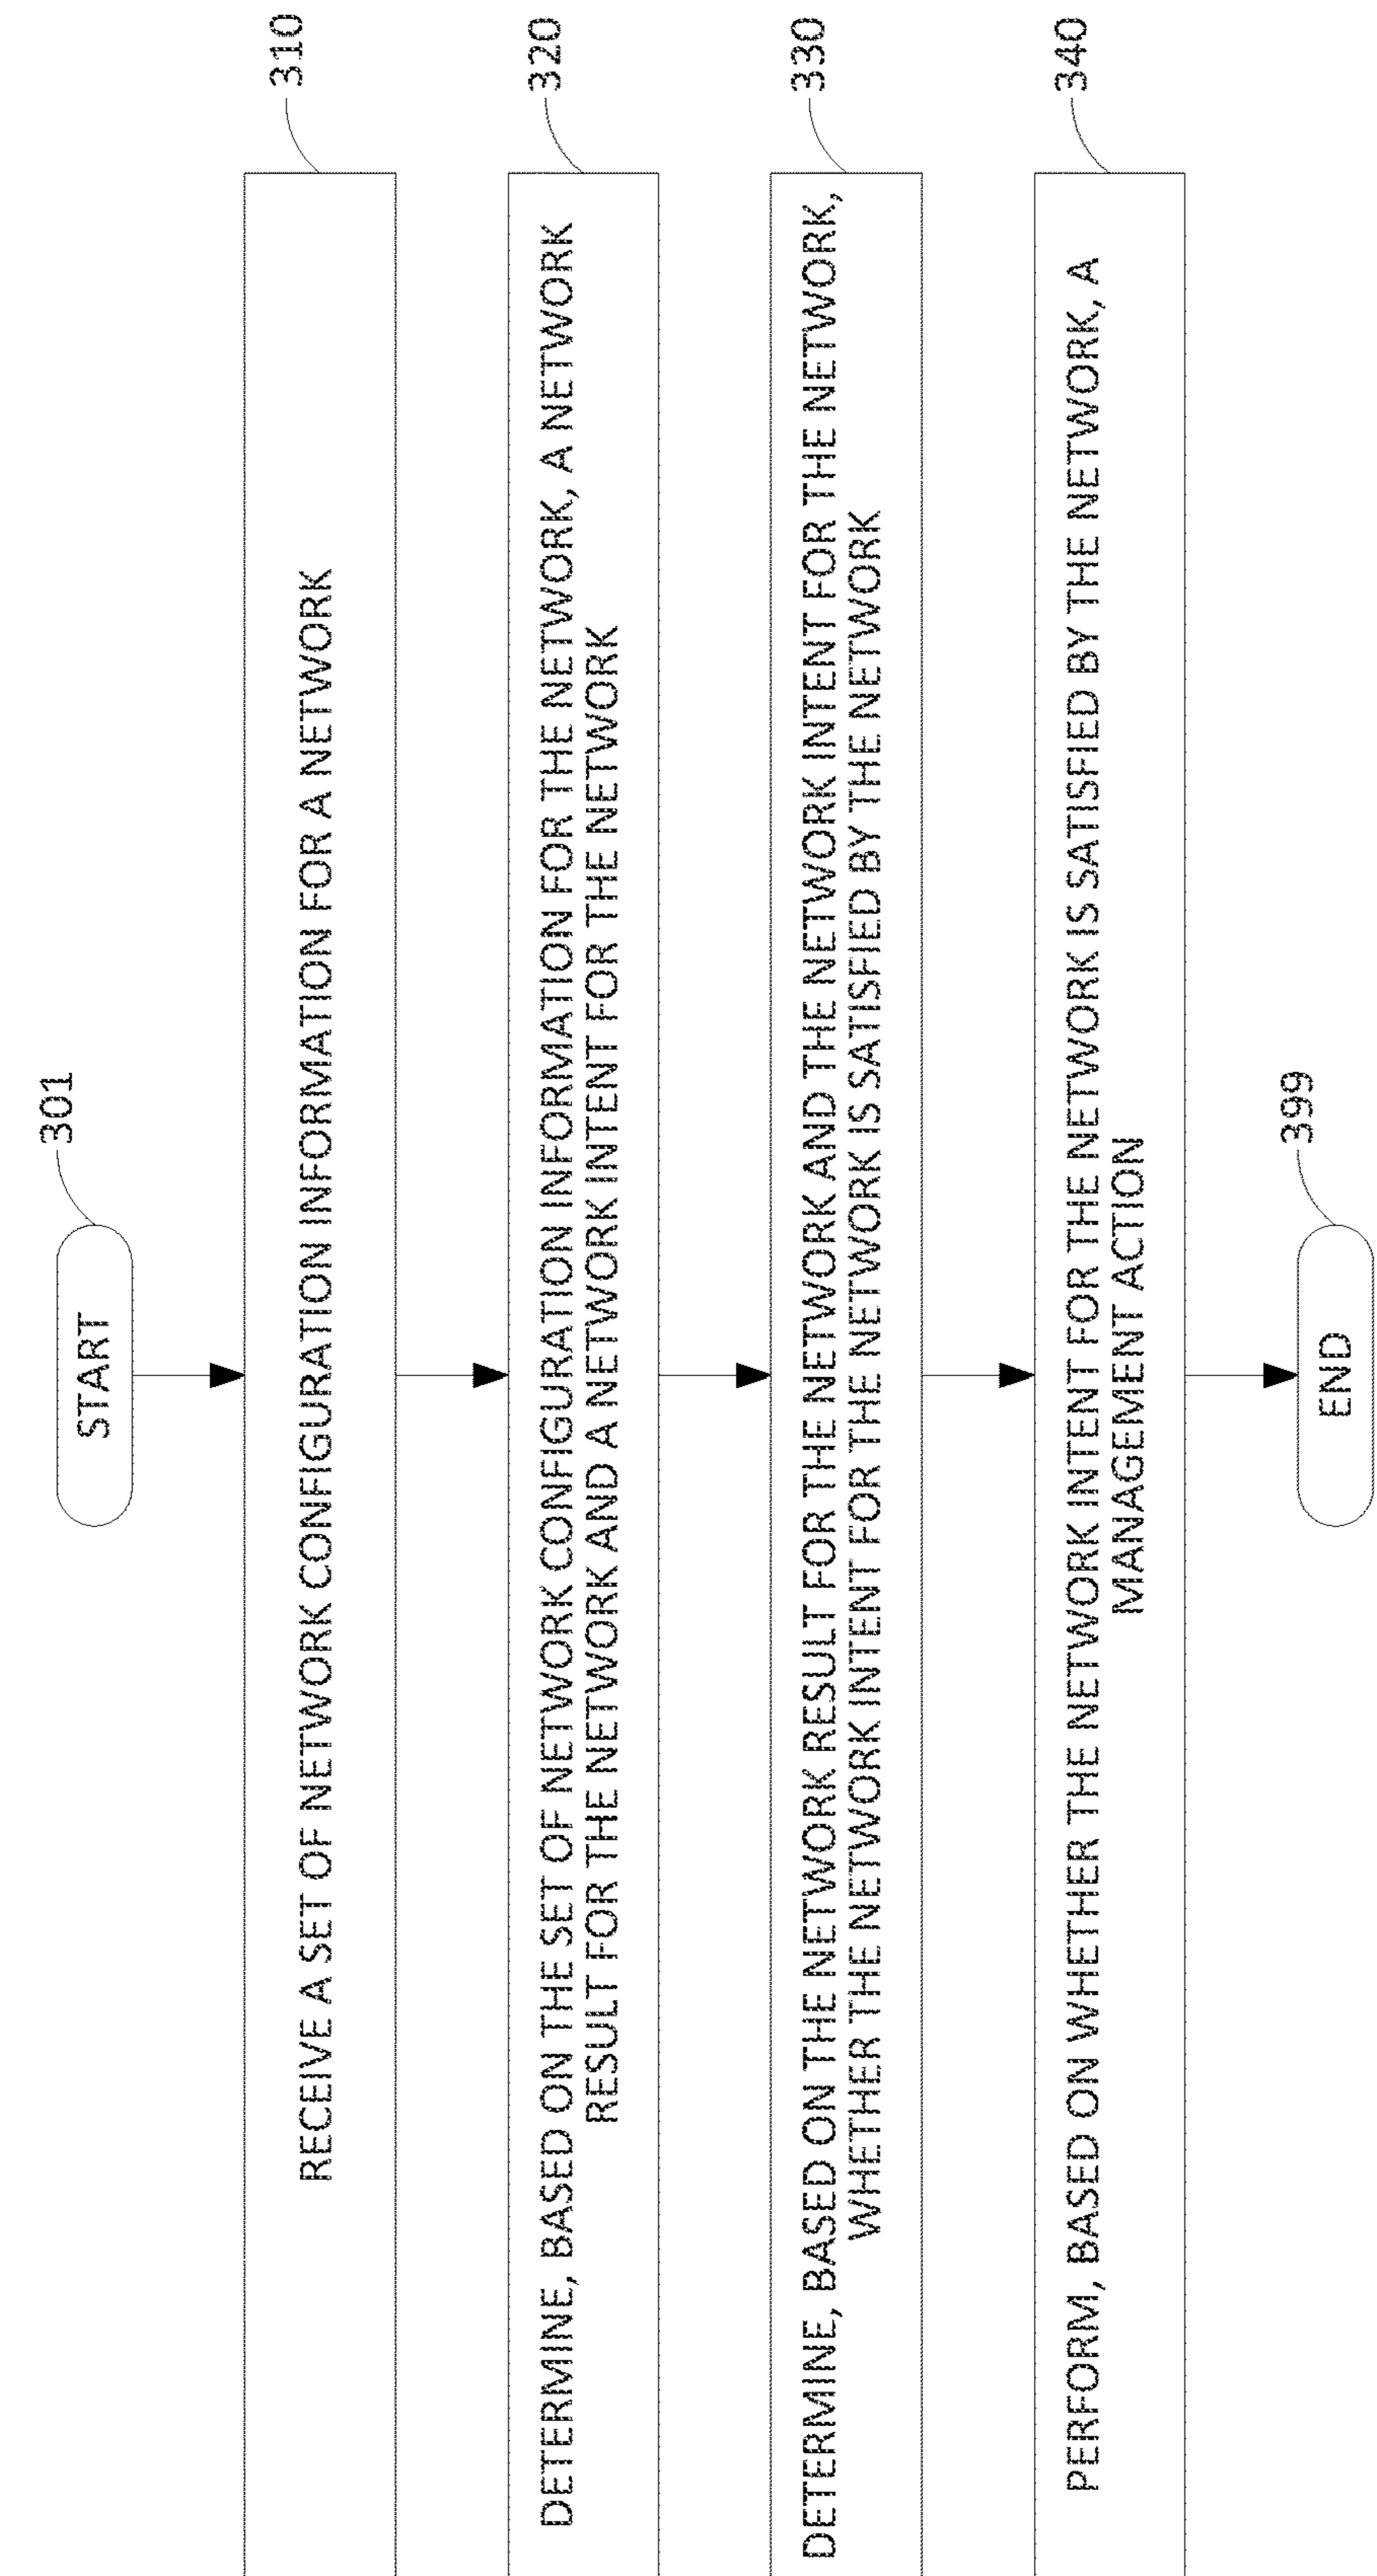 301
START
310
RECEIVE A SET OF NETWORK CONFIGURATION INFORMATION FOR A NETWORK
320
DETERMINE, BASED ON THE SET OF NETWORK CONFIGURATION INFORMATION FOR THE NETWORK, A NETWORK
RESULT FOR THE NETWORK AND A NETWORK INTENT FOR THE NETWORK
330
DETERMINE, BASED ON THE NETWORK RESULT FOR THE NETWORK AND THE NETWORK INTENT FOR THE NETWORK,
WHETHER THE NETWORK INTENT FOR THE NETWORK IS SATISFIED BY THE NETWORK
340
PERFORM, BASED ON WHETHER THE NETWORK INTENT FOR THE NETWORK IS SATISFIED BY THE NETWORK, A
MANAGEMENT ACTION
399
END